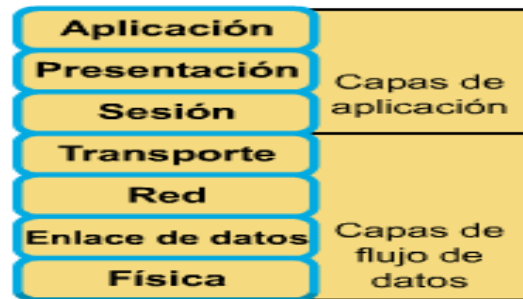 Aplicación
Presentación
Sesión
Capas de
aplicación
Transporte
Red
Enlace de datos
Física
Capas de
flujo de
datos